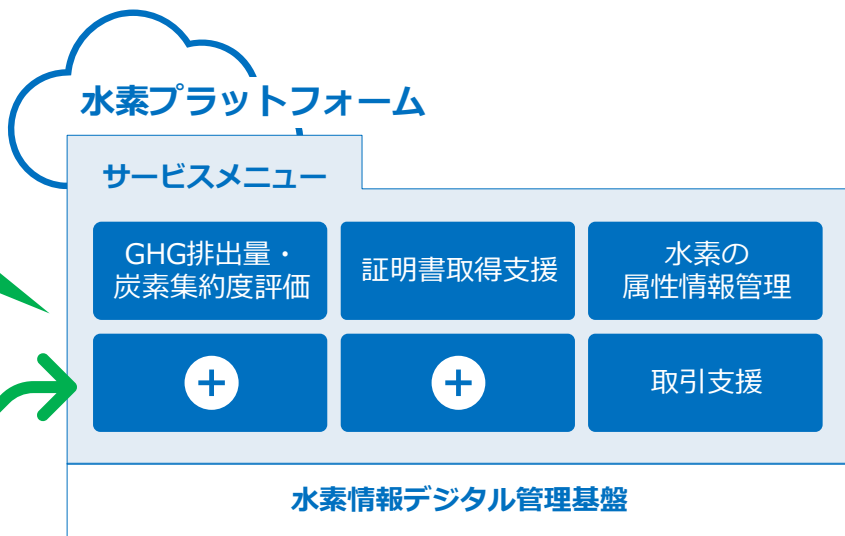 水素プラットフォーム
サービスメニュー
GHG排出量・
炭素集約度評価
証明書取得支援
水素の
属性情報管理
+
+
取引支援
水素情報デジタル管理基盤